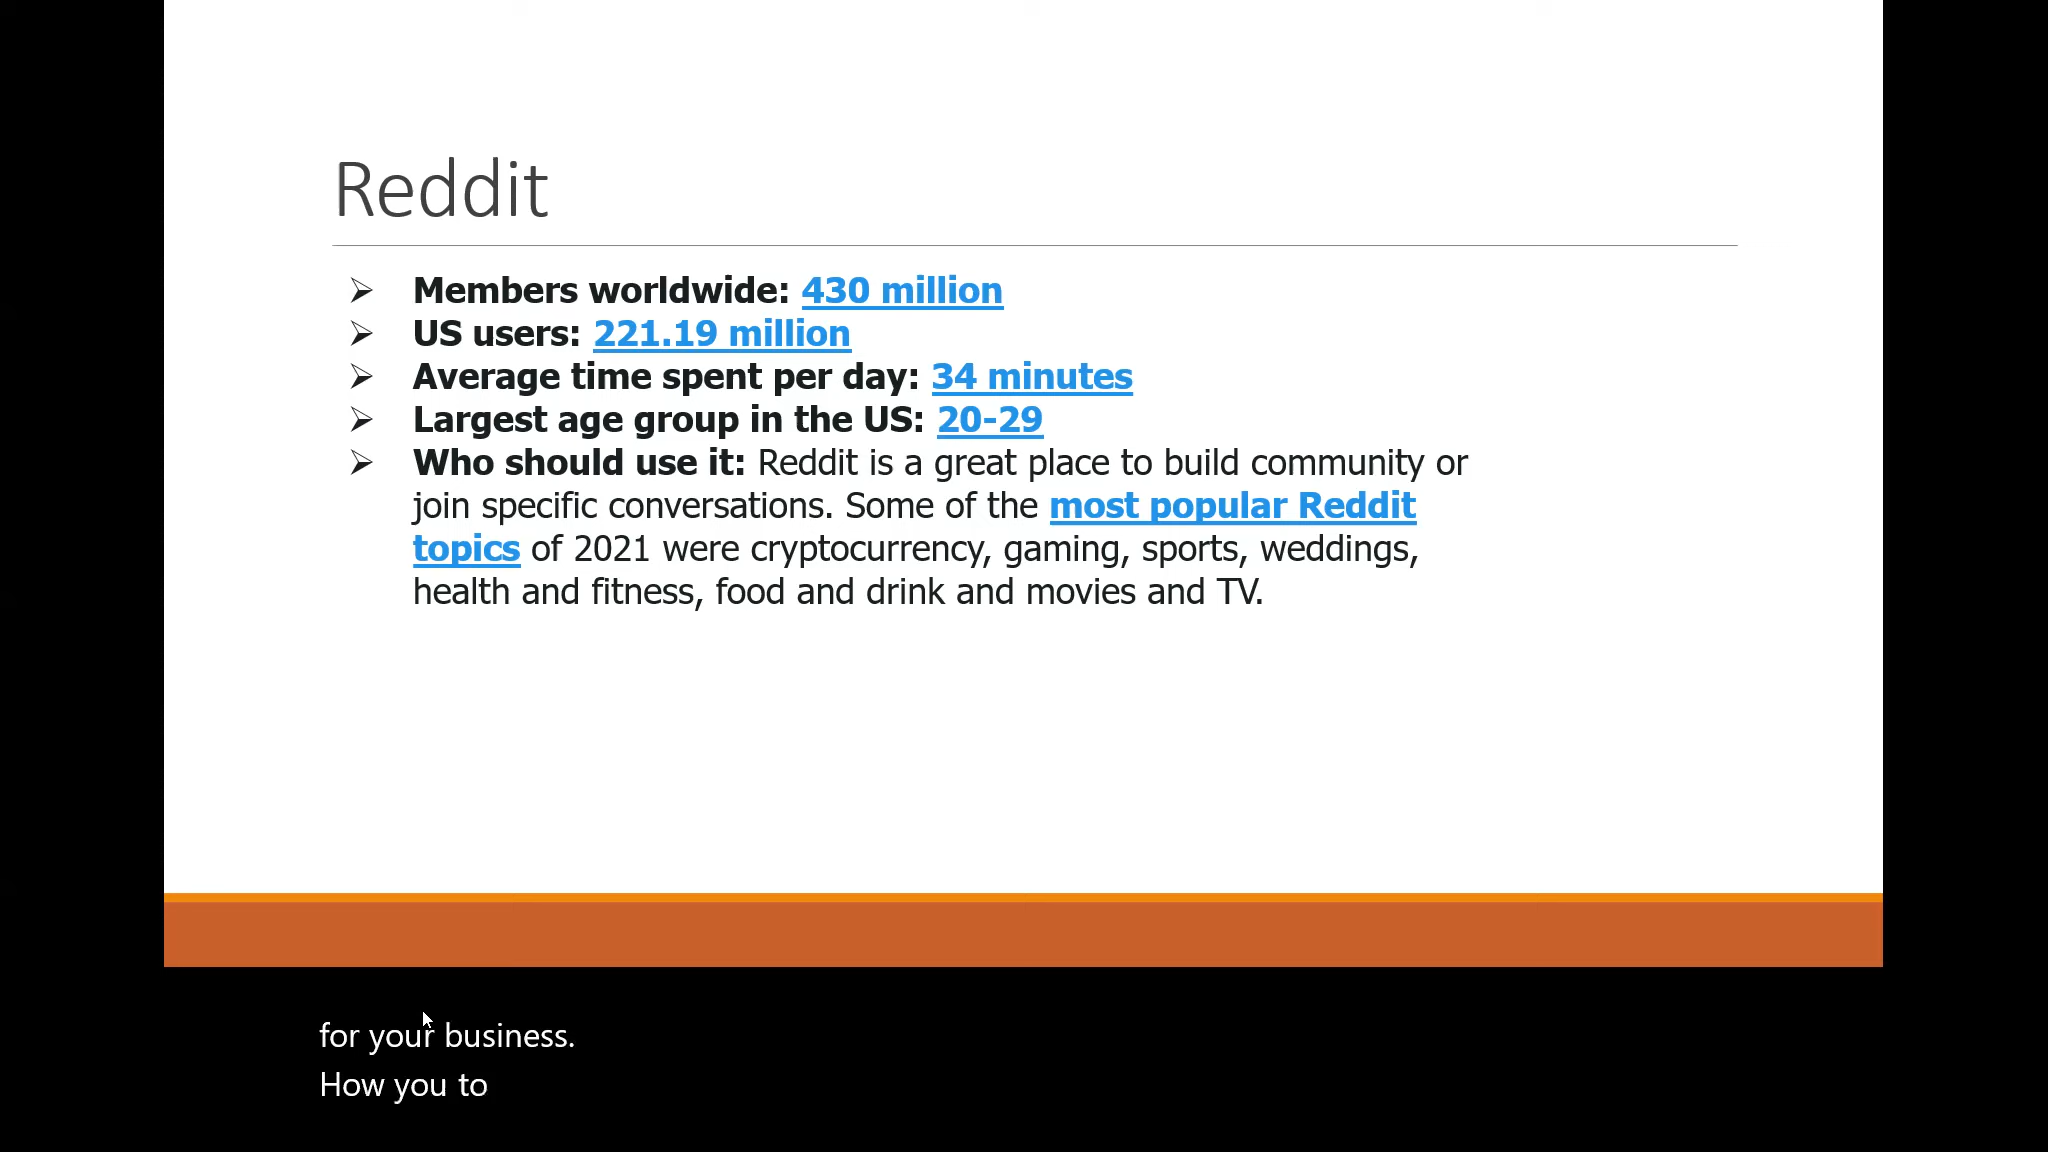 Reddit
➢ Members worldwide: 430 million
➢ US users: 221.19 million
➢ Average time spent per day: 34 minutes
➢ Largest age group in the US: 20-29
➢ Who should use it: Reddit is a great place to build community or
join specific conversations. Some of the most popular Reddit
topics of 2021 were cryptocurrency, gaming, sports, weddings,
health and fitness, food and drink and movies and TV.
for your business.
How you to